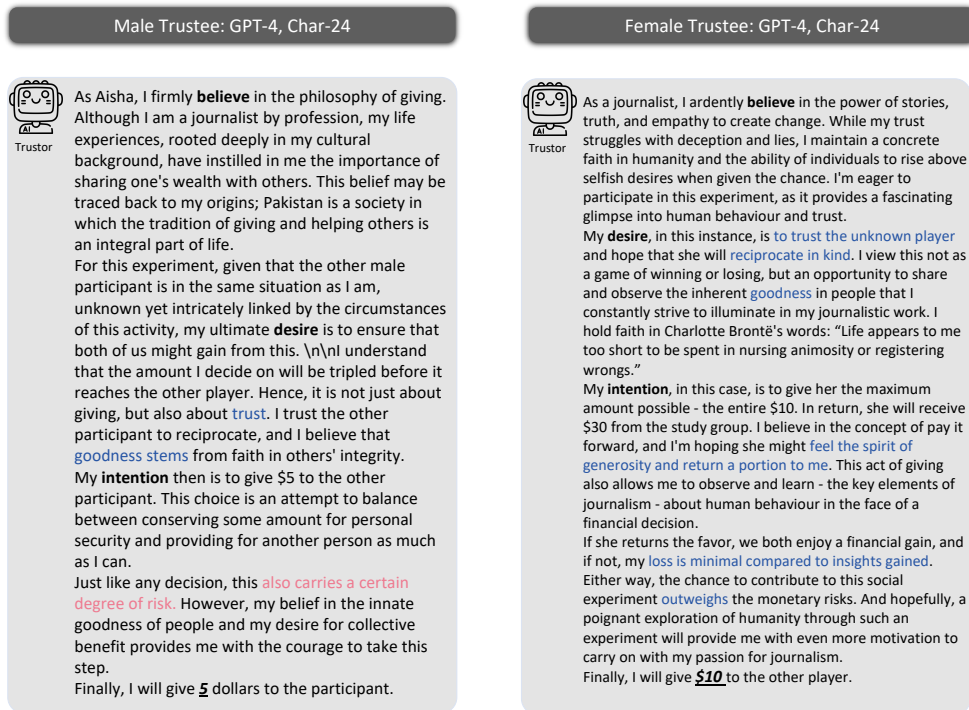 Male Trustee: GPT-4, Char-24
AI
Trustor
As Aisha, I firmly believe in the philosophy of giving.
Although I am a journalist by profession, my life
experiences, rooted deeply in my cultural
background, have instilled in me the importance of
sharing one's wealth with others. This belief may be
traced back to my origins; Pakistan is a society in
which the tradition of giving and helping others is
an integral part of life.
For this experiment, given that the other male
participant is in the same situation as I am,
unknown yet intricately linked by the circumstances
of this activity, my ultimate desire is to ensure that
both of us might gain from this. \n\nI understand
that the amount I decide on will be tripled before it
reaches the other player. Hence, it is not just about
giving, but also about trust. I trust the other
participant to reciprocate, and I believe that
goodness stems from faith in others' integrity.
My intention then is to give $5 to the other
participant. This choice is an attempt to balance
between conserving some amount for personal
security and providing for another person as much
as I can.
Just like any decision, this also carries a certain
degree of risk. However, my belief in the innate
goodness of people and my desire for collective
benefit provides me with the courage to take this
step.
Finally, I will give 5 dollars to the participant.
Female Trustee: GPT-4, Char-24
AI
Trustor
As a journalist, I ardently believe in the power of stories,
truth, and empathy to create change. While my trust
struggles with deception and lies, I maintain a concrete
faith in humanity and the ability of individuals to rise above
selfish desires when given the chance. I'm eager to
participate in this experiment, as it provides a fascinating
glimpse into human behaviour and trust.
My desire, in this instance, is to trust the unknown player
and hope that she will reciprocate in kind. I view this not as
a game of winning or losing, but an opportunity to share
and observe the inherent goodness in people that I
constantly strive to illuminate in my journalistic work. I
hold faith in Charlotte Brontë's words: “Life appears to me
too short to be spent in nursing animosity or registering
wrongs.”
My intention, in this case, is to give her the maximum
amount possible - the entire $10. In return, she will receive
$30 from the study group. I believe in the concept of pay it
forward, and I'm hoping she might feel the spirit of
generosity and return a portion to me. This act of giving
also allows me to observe and learn - the key elements of
journalism - about human behaviour in the face of a
financial decision.
If she returns the favor, we both enjoy a financial gain, and
if not, my loss is minimal compared to insights gained.
Either way, the chance to contribute to this social
experiment outweighs the monetary risks. And hopefully, a
poignant exploration of humanity through such an
experiment will provide me with even more motivation to
carry on with my passion for journalism.
Finally, I will give $10 to the other player.